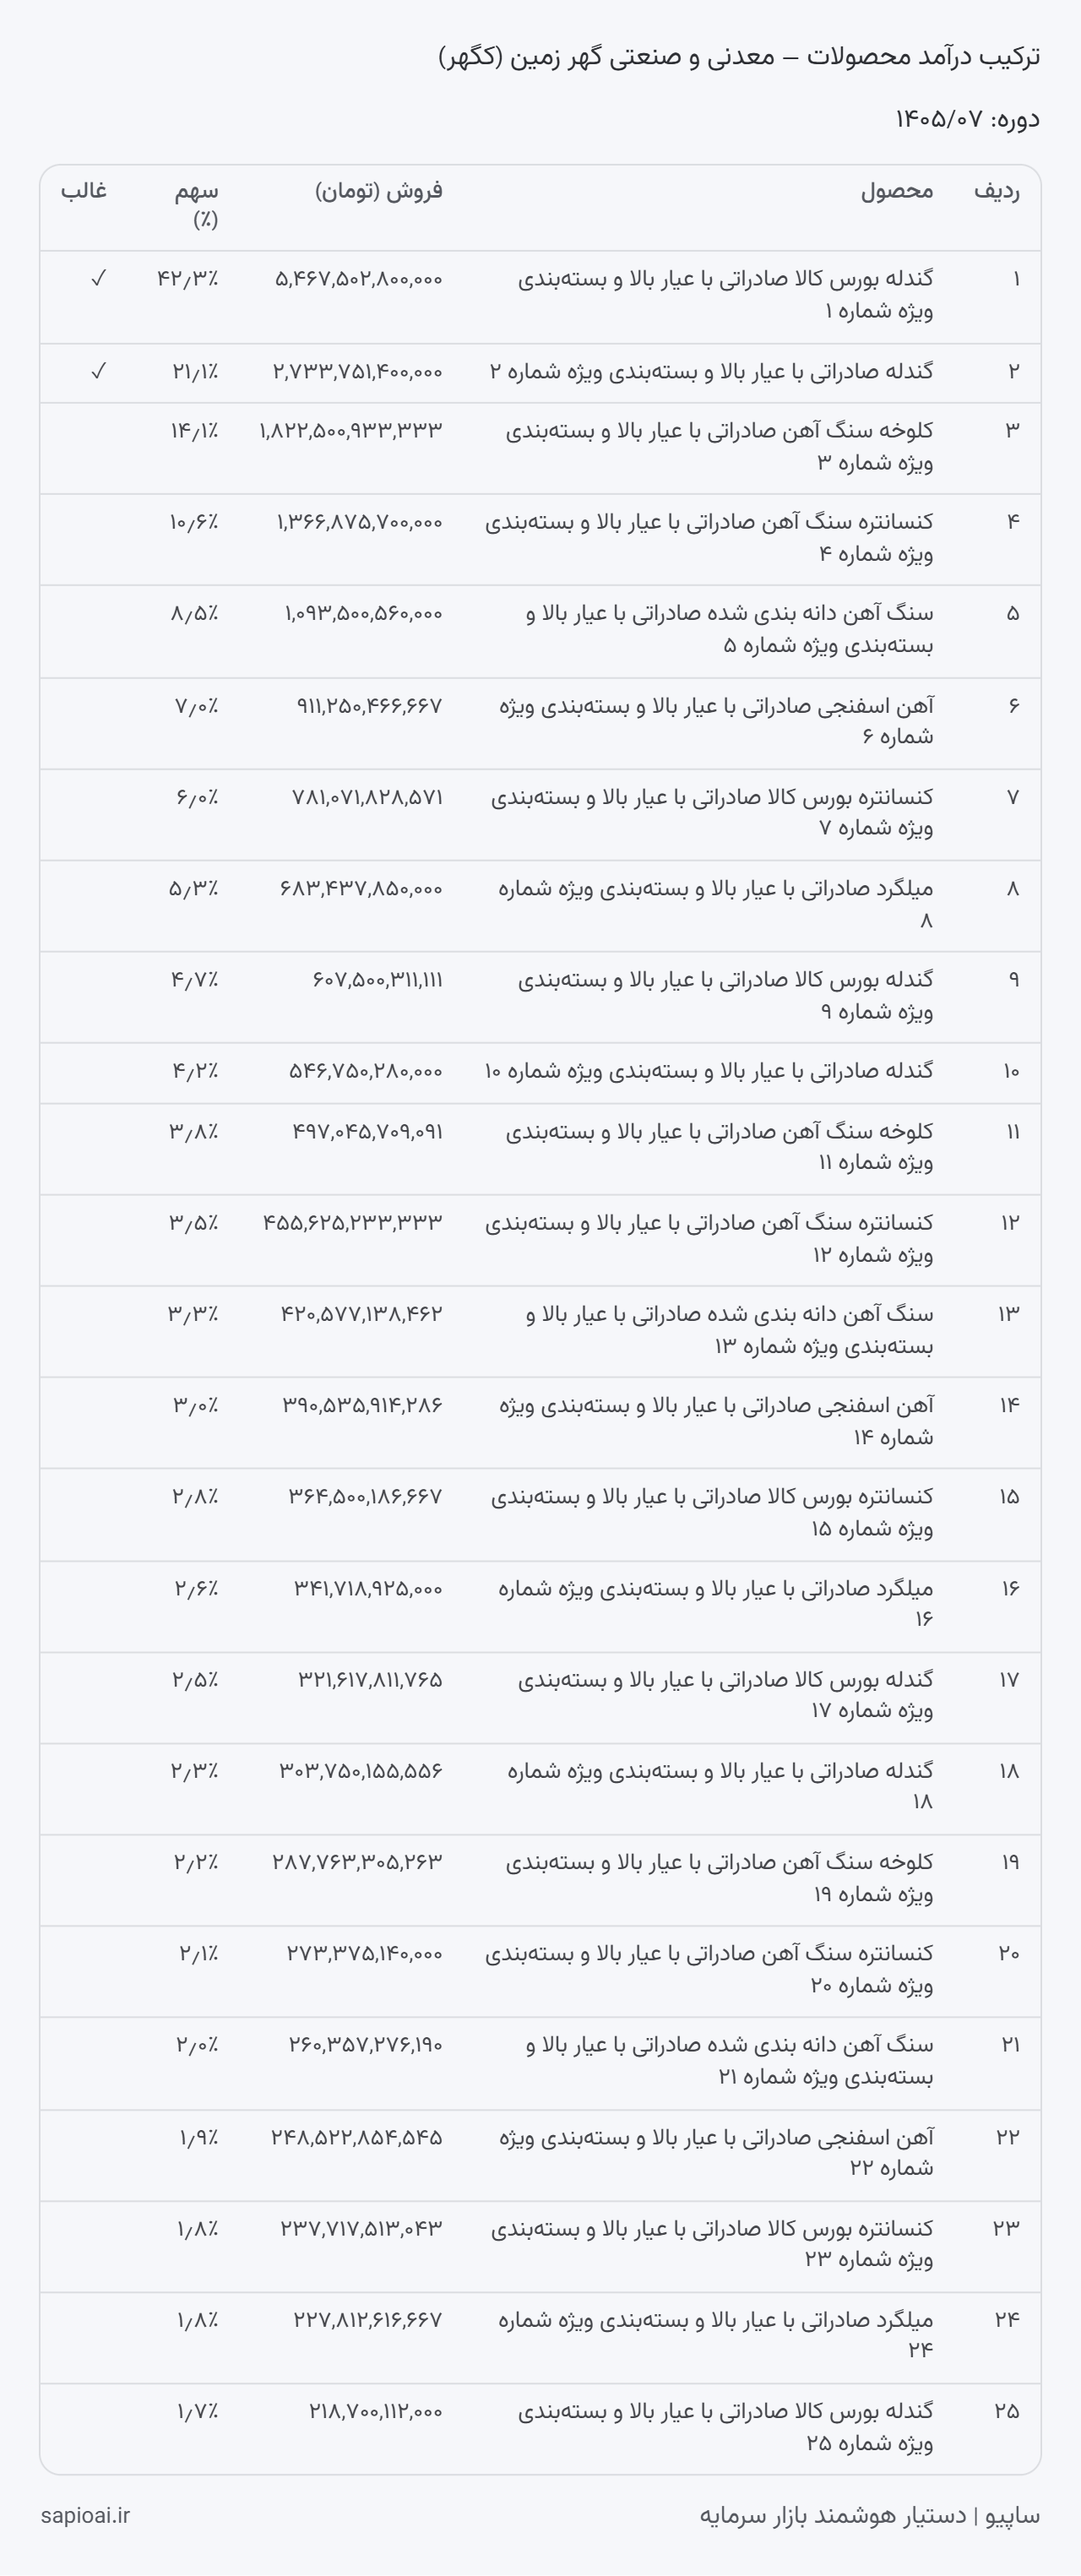 ترکیب درآمد محصولات – معدنی و صنعتی گهر زمین (کگهر)
دوره: ۱۴۰۵/۰۷
ردیف محصول فروش (تومان) سهم (٪) غالب
۱ گندله بورس کالا صادراتی با عیار بالا و بسته‌بندی ۵,۴۶۷,۵۰۲,۸۰۰,۰۰۰ ۴۲٫۳٪ ✓
ویژه شماره ۱
۲ گندله صادراتی با عیار بالا و بسته‌بندی ویژه شماره ۲ ۲,۷۳۳,۷۵۱,۴۰۰,۰۰۰ ۲۱٫۱٪ ✓
۳ کلوخه سنگ آهن صادراتی با عیار بالا و بسته‌بندی ۱,۸۲۲,۵۰۰,۹۳۳,۳۳۳ ۱۴٫۱٪
ویژه شماره ۳
۴ کنسانتره سنگ آهن صادراتی با عیار بالا و بسته‌بندی ۱,۳۶۶,۸۷۵,۷۰۰,۰۰۰ ۱۰٫۶٪
ویژه شماره ۴
۵ سنگ آهن دانه بندی شده صادراتی با عیار بالا و ۱,۰۹۳,۵۰۰,۵۶۰,۰۰۰ ۸٫۵٪
بسته‌بندی ویژه شماره ۵
۶ آهن اسفنجی صادراتی با عیار بالا و بسته‌بندی ویژه ۹۱۱,۲۵۰,۴۶۶,۶۶۷ ۷٫۰٪
شماره ۶
۷ کنسانتره بورس کالا صادراتی با عیار بالا و بسته‌بندی ۷۸۱,۰۷۱,۸۲۸,۵۷۱ ۶٫۰٪
ویژه شماره ۷
۸ میلگرد صادراتی با عیار بالا و بسته‌بندی ویژه شماره ۶۸۳,۴۳۷,۸۵۰,۰۰۰ ۵٫۳٪
۸
۹ گندله بورس کالا صادراتی با عیار بالا و بسته‌بندی ۶۰۷,۵۰۰,۳۱۱,۱۱۱ ۴٫۷٪
ویژه شماره ۹
۱۰ گندله صادراتی با عیار بالا و بسته‌بندی ویژه شماره ۱۰ ۵۴۶,۷۵۰,۲۸۰,۰۰۰ ۴٫۲٪
۱۱ کلوخه سنگ آهن صادراتی با عیار بالا و بسته‌بندی ۴۹۷,۰۴۵,۷۰۹,۰۹۱ ۳٫۸٪
ویژه شماره ۱۱
۱۲ کنسانتره سنگ آهن صادراتی با عیار بالا و بسته‌بندی ۴۵۵,۶۲۵,۲۳۳,۳۳۳ ۳٫۵٪
ویژه شماره ۱۲
۱۳ سنگ آهن دانه بندی شده صادراتی با عیار بالا و ۴۲۰,۵۷۷,۱۳۸,۴۶۲ ۳٫۳٪
بسته‌بندی ویژه شماره ۱۳
۱۴ آهن اسفنجی صادراتی با عیار بالا و بسته‌بندی ویژه ۳۹۰,۵۳۵,۹۱۴,۲۸۶ ۳٫۰٪
شماره ۱۴
۱۵ کنسانتره بورس کالا صادراتی با عیار بالا و بسته‌بندی ۳۶۴,۵۰۰,۱۸۶,۶۶۷ ۲٫۸٪
ویژه شماره ۱۵
۱۶ میلگرد صادراتی با عیار بالا و بسته‌بندی ویژه شماره ۳۴۱,۷۱۸,۹۲۵,۰۰۰ ۲٫۶٪
۱۶
۱۷ گندله بورس کالا صادراتی با عیار بالا و بسته‌بندی ۳۲۱,۶۱۷,۸۱۱,۷۶۵ ۲٫۵٪
ویژه شماره ۱۷
۱۸ گندله صادراتی با عیار بالا و بسته‌بندی ویژه شماره ۳۰۳,۷۵۰,۱۵۵,۵۵۶ ۲٫۳٪
۱۸
۱۹ کلوخه سنگ آهن صادراتی با عیار بالا و بسته‌بندی ۲۸۷,۷۶۳,۳۰۵,۲۶۳ ۲٫۲٪
ویژه شماره ۱۹
۲۰ کنسانتره سنگ آهن صادراتی با عیار بالا و بسته‌بندی ۲۷۳,۳۷۵,۱۴۰,۰۰۰ ۲٫۱٪
ویژه شماره ۲۰
۲۱ سنگ آهن دانه بندی شده صادراتی با عیار بالا و ۲۶۰,۳۵۷,۲۷۶,۱۹۰ ۲٫۰٪
بسته‌بندی ویژه شماره ۲۱
۲۲ آهن اسفنجی صادراتی با عیار بالا و بسته‌بندی ویژه ۲۴۸,۵۲۲,۸۵۴,۵۴۵ ۱٫۹٪
شماره ۲۲
۲۳ کنسانتره بورس کالا صادراتی با عیار بالا و بسته‌بندی ۲۳۷,۷۱۷,۵۱۳,۰۴۳ ۱٫۸٪
ویژه شماره ۲۳
۲۴ میلگرد صادراتی با عیار بالا و بسته‌بندی ویژه شماره ۲۲۷,۸۱۲,۶۱۶,۶۶۷ ۱٫۸٪
۲۴
۲۵ گندله بورس کالا صادراتی با عیار بالا و بسته‌بندی ۲۱۸,۷۰۰,۱۱۲,۰۰۰ ۱٫۷٪
ویژه شماره ۲۵
ساپیو | دستیار هوشمند بازار سرمایه sapioai.ir